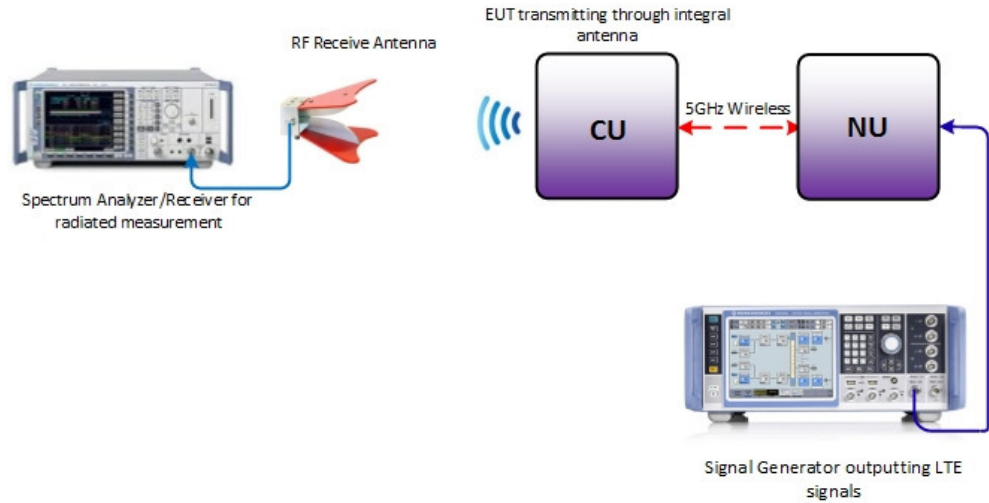 EUT transmitting through integral
antenna
RF Receive Antenna
CU
5GHz Wireless
NU
Spectrum Analyzer/Receiver for
radiated measurement
Signal Generator outputting LTE
signals